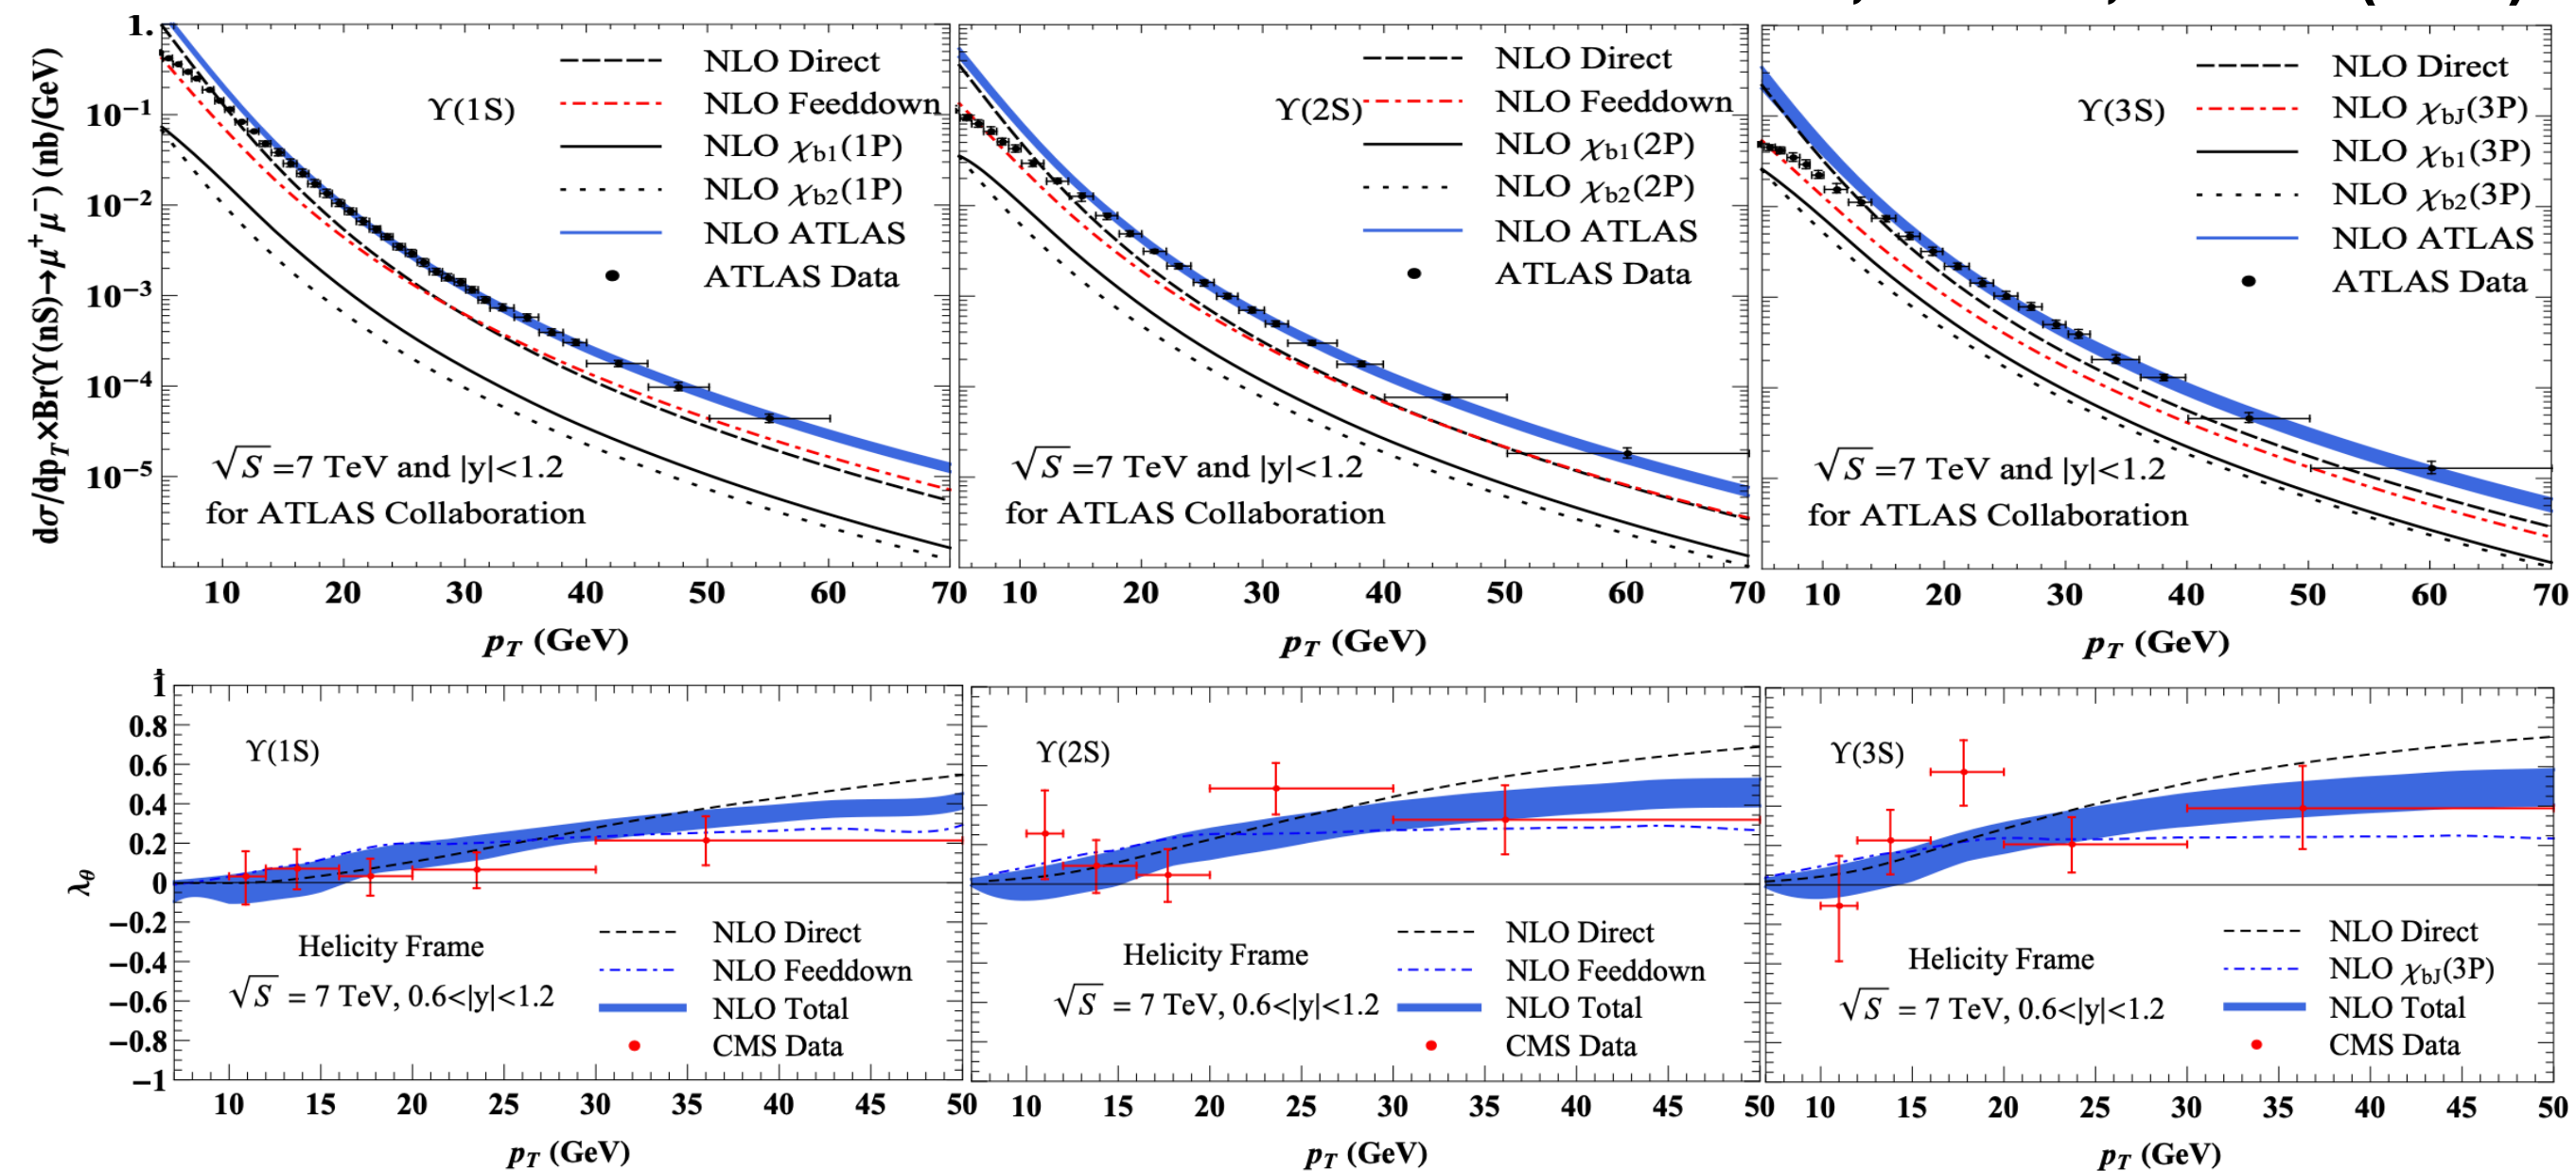 1.
10⁻¹
10⁻²
10⁻³
10⁻⁴
10⁻⁵
dσ/dp_T×Br(ϒ(nS)→μ⁺μ⁻) (nb/GeV)
ϒ(1S)
NLO Direct
NLO Feeddown
NLO χ_b1(1P)
NLO χ_b2(1P)
NLO ATLAS
ATLAS Data
√S =7 TeV and |y|<1.2
for ATLAS Collaboration
10 20 30 40 50 60 70
p_T (GeV)
ϒ(2S)
NLO Direct
NLO Feeddown
NLO χ_b1(2P)
NLO χ_b2(2P)
NLO ATLAS
ATLAS Data
√S =7 TeV and |y|<1.2
for ATLAS Collaboration
10 20 30 40 50 60 70
p_T (GeV)
ϒ(3S)
NLO Direct
NLO χ_bJ(3P)
NLO χ_b1(3P)
NLO χ_b2(3P)
NLO ATLAS
ATLAS Data
√S =7 TeV and |y|<1.2
for ATLAS Collaboration
10 20 30 40 50 60 70
p_T (GeV)
1
0.8
0.6
0.4
0.2
0
−0.2
−0.4
−0.6
−0.8
−1
λ_θ
ϒ(1S)
Helicity Frame
√S = 7 TeV, 0.6<|y|<1.2
NLO Direct
NLO Feeddown
NLO Total
CMS Data
10 15 20 25 30 35 40 45 50
p_T (GeV)
ϒ(2S)
Helicity Frame
√S = 7 TeV, 0.6<|y|<1.2
NLO Direct
NLO Feeddown
NLO Total
CMS Data
10 15 20 25 30 35 40 45 50
p_T (GeV)
ϒ(3S)
Helicity Frame
√S = 7 TeV, 0.6<|y|<1.2
NLO Direct
NLO χ_bJ(3P)
NLO Total
CMS Data
10 15 20 25 30 35 40 45 50
p_T (GeV)